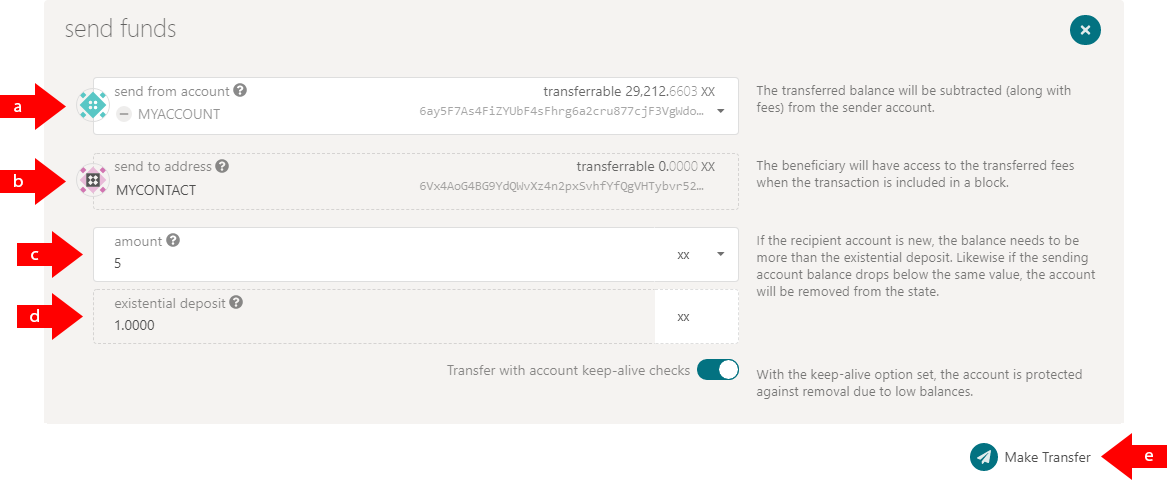 send funds
a
send from account
transferrable 29,212.6603 XX
MYACCOUNT
6ay5F7As4FiZYUbF4sFhrg6a2cru877cjF3VgWdo…
The transferred balance will be subtracted (along with
fees) from the sender account.
b
send to address
transferrable 0.0000 XX
MYCONTACT
6Vx4AoG4BG9YdQWvXz4n2pxSvhfYfQgVHTybvr52…
The beneficiary will have access to the transferred fees
when the transaction is included in a block.
c
amount
5
XX
If the recipient account is new, the balance needs to be
more than the existential deposit. Likewise if the sending
account balance drops below the same value, the account
will be removed from the state.
d
existential deposit
1.0000
XX
Transfer with account keep-alive checks
With the keep-alive option set, the account is protected
against removal due to low balances.
Make Transfer
e